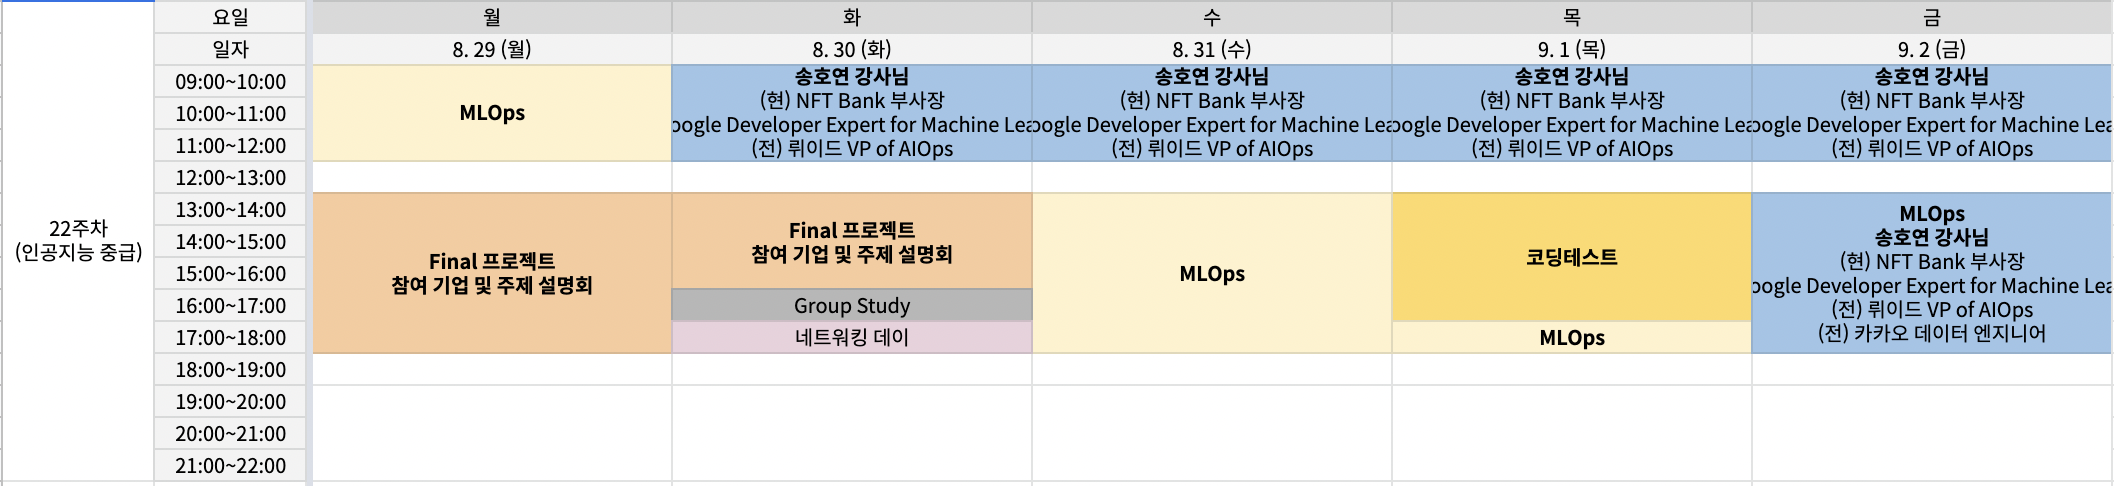 요일 월 화 수 목 금
일자 8. 29 (월) 8. 30 (화) 8. 31 (수) 9. 1 (목) 9. 2 (금)
22주차
(인공지능 중급)
09:00~10:00
10:00~11:00
11:00~12:00
12:00~13:00
13:00~14:00
14:00~15:00
15:00~16:00
16:00~17:00
17:00~18:00
18:00~19:00
19:00~20:00
20:00~21:00
21:00~22:00
MLOps
Final 프로젝트
참여 기업 및 주제 설명회
송호연 강사님
(현) NFT Bank 부사장
oogle Developer Expert for Machine Lea
(전) 뤼이드 VP of AIOps
Final 프로젝트
참여 기업 및 주제 설명회
Group Study
네트워킹 데이
송호연 강사님
(현) NFT Bank 부사장
oogle Developer Expert for Machine Lea
(전) 뤼이드 VP of AIOps
MLOps
송호연 강사님
(현) NFT Bank 부사장
oogle Developer Expert for Machine Lea
(전) 뤼이드 VP of AIOps
코딩테스트
MLOps
송호연 강사님
(현) NFT Bank 부사장
oogle Developer Expert for Machine Lea
(전) 뤼이드 VP of AIOps
MLOps
송호연 강사님
(현) NFT Bank 부사장
oogle Developer Expert for Machine Lea
(전) 뤼이드 VP of AIOps
(전) 카카오 데이터 엔지니어